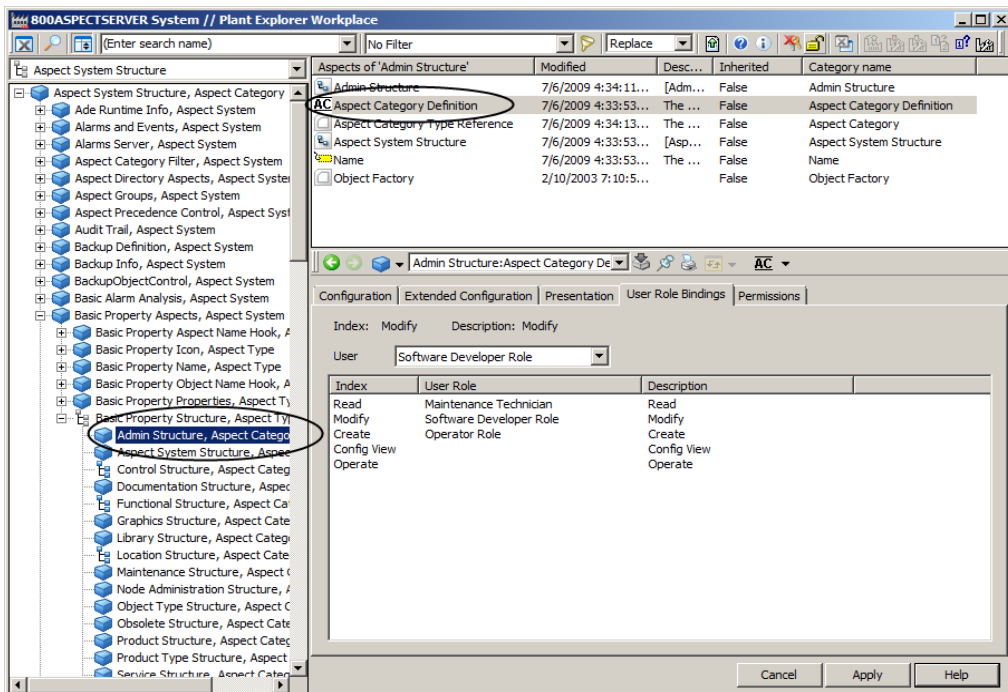 800ASPECTSERVER System // Plant Explorer Workplace
(Enter search name) No Filter Replace
Aspect System Structure
Aspect System Structure, Aspect Category
Ade Runtime Info, Aspect System
Alarms and Events, Aspect System
Alarms Server, Aspect System
Aspect Category Filter, Aspect System
Aspect Directory Aspects, Aspect System
Aspect Groups, Aspect System
Aspect Precedence Control, Aspect Syst
Audit Trail, Aspect System
Backup Definition, Aspect System
Backup Info, Aspect System
BackupObjectControl, Aspect System
Basic Alarm Analysis, Aspect System
Basic Property Aspects, Aspect System
Basic Property Aspect Name Hook, A
Basic Property Icon, Aspect Type
Basic Property Name, Aspect Type
Basic Property Object Name Hook, A
Basic Property Properties, Aspect Ty
Basic Property Structure, Aspect Typ
Admin Structure, Aspect Catego
Aspect System Structure, Aspec
Control Structure, Aspect Categ
Documentation Structure, Aspec
Functional Structure, Aspect Ca
Graphics Structure, Aspect Cate
Library Structure, Aspect Catego
Location Structure, Aspect Cate
Maintenance Structure, Aspect C
Node Administration Structure, A
Object Type Structure, Aspect C
Obsolete Structure, Aspect Cate
Product Structure, Aspect Categ
Product Type Structure, Aspect
Service Structure, Aspect Categ
Aspects of 'Admin Structure' Modified Desc... Inherited Category name
Admin Structure 7/6/2009 4:34:11... [Adm... False Admin Structure
AC Aspect Category Definition 7/6/2009 4:33:53... The ... False Aspect Category Definition
Aspect Category Type Reference 7/6/2009 4:34:13... The ... False Aspect Category
Aspect System Structure 7/6/2009 4:33:53... [Asp... False Aspect System Structure
Name 7/6/2009 4:33:53... The ... False Name
Object Factory 2/10/2003 7:10:5... False Object Factory
Admin Structure:Aspect Category De AC
Configuration Extended Configuration Presentation User Role Bindings Permissions
Index: Modify Description: Modify
User Software Developer Role
Index User Role Description
Read Maintenance Technician Read
Modify Software Developer Role Modify
Create Operator Role Create
Config View Config View
Operate Operate
Cancel Apply Help